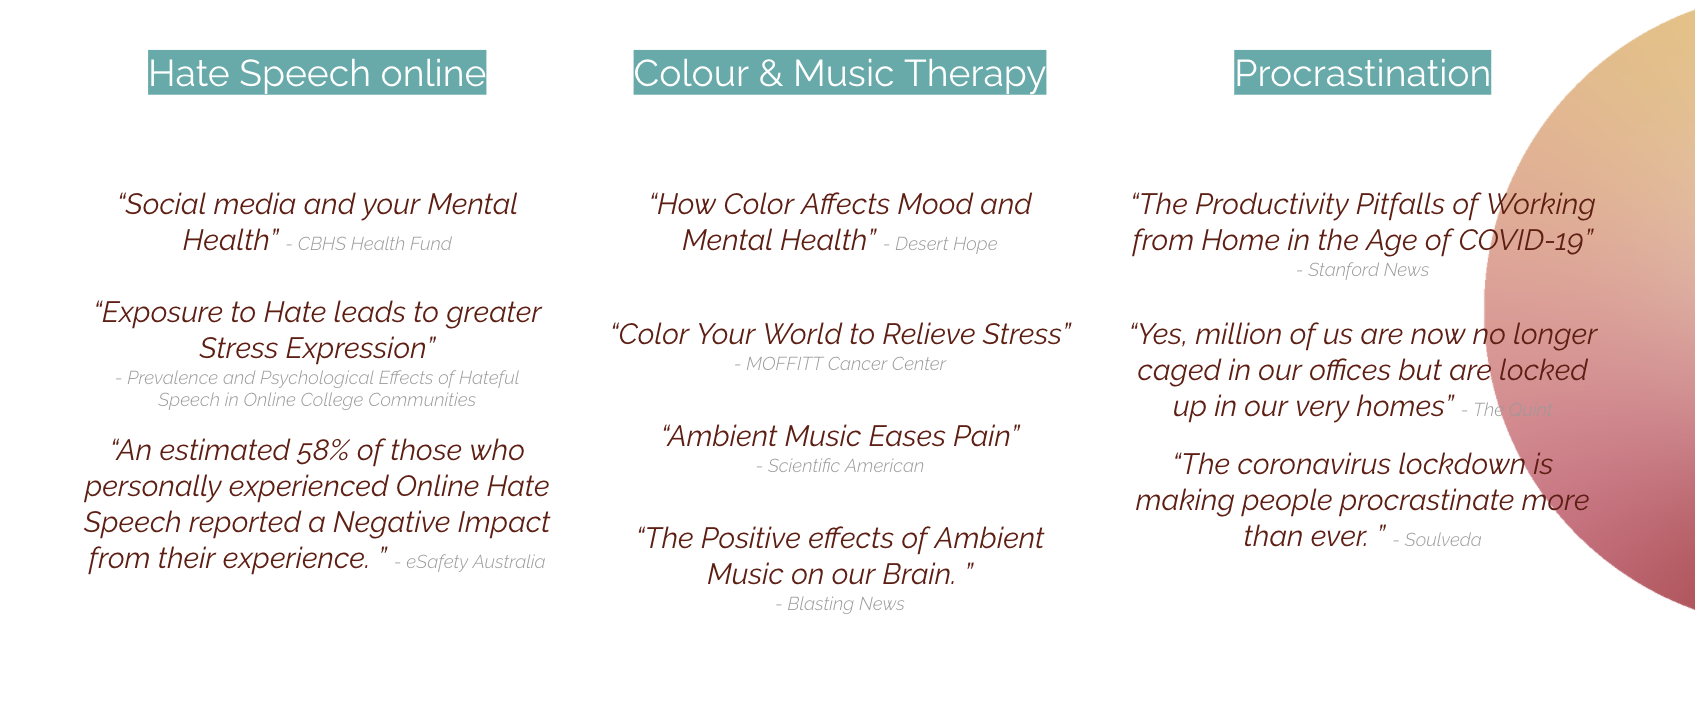 Hate Speech online
“Social media and your Mental
Health” - CBHS Health Fund
“Exposure to Hate leads to greater
Stress Expression”
- Prevalence and Psychological Effects of Hateful
Speech in Online College Communities
“An estimated 58% of those who
personally experienced Online Hate
Speech reported a Negative Impact
from their experience. ” - eSafety Australia
Colour & Music Therapy
“How Color Affects Mood and
Mental Health” - Desert Hope
“Color Your World to Relieve Stress”
- MOFFITT Cancer Center
“Ambient Music Eases Pain”
- Scientific American
“The Positive effects of Ambient
Music on our Brain. ”
- Blasting News
Procrastination
“The Productivity Pitfalls of Working
from Home in the Age of COVID-19”
- Stanford News
“Yes, million of us are now no longer
caged in our offices but are locked
up in our very homes” - The Quint
“The coronavirus lockdown is
making people procrastinate more
than ever. ” - Soulveda